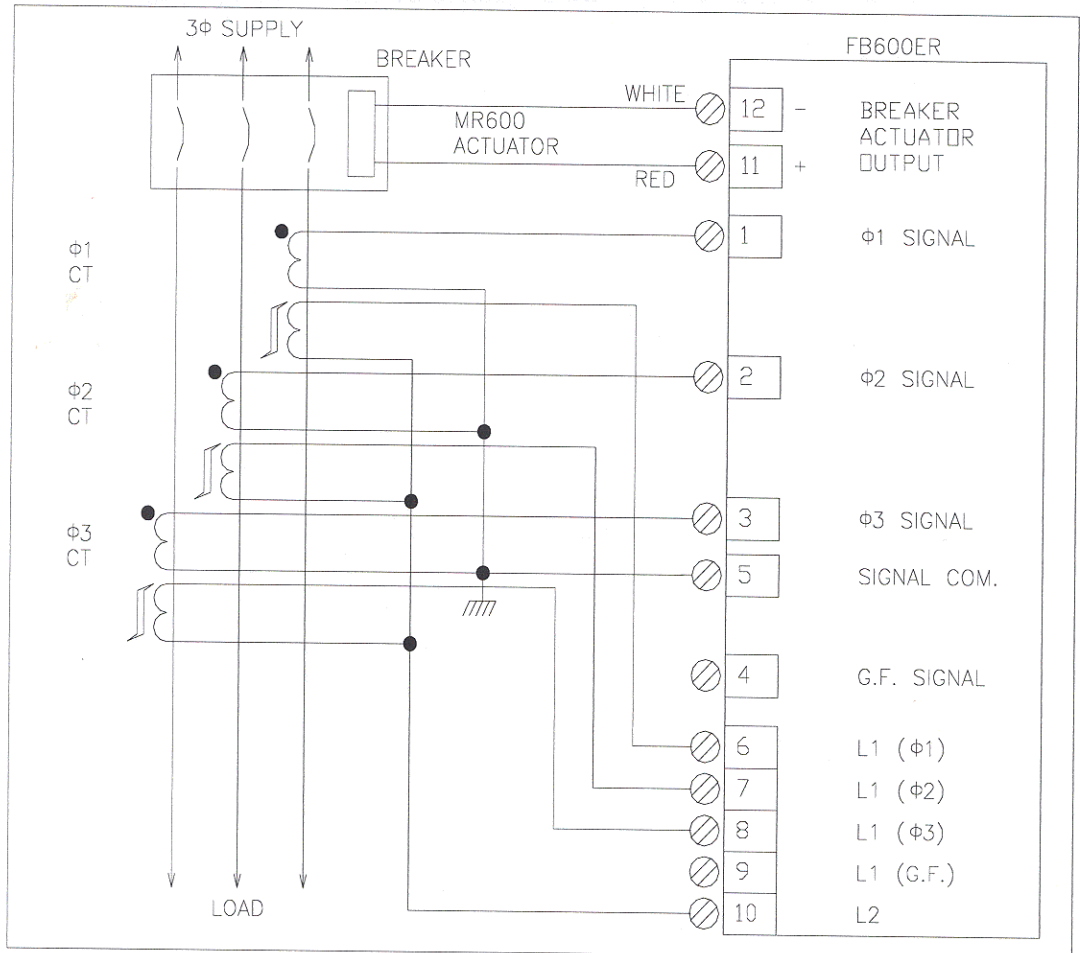 3Φ SUPPLY
BREAKER
FB600ER
WHITE
MR600
ACTUATOR
RED
12 - BREAKER
ACTUATOR
11 + OUTPUT
Φ1
CT
1 Φ1 SIGNAL
Φ2
CT
2 Φ2 SIGNAL
Φ3
CT
3 Φ3 SIGNAL
5 SIGNAL COM.
4 G.F. SIGNAL
6 L1 (Φ1)
7 L1 (Φ2)
8 L1 (Φ3)
9 L1 (G.F.)
10 L2
LOAD